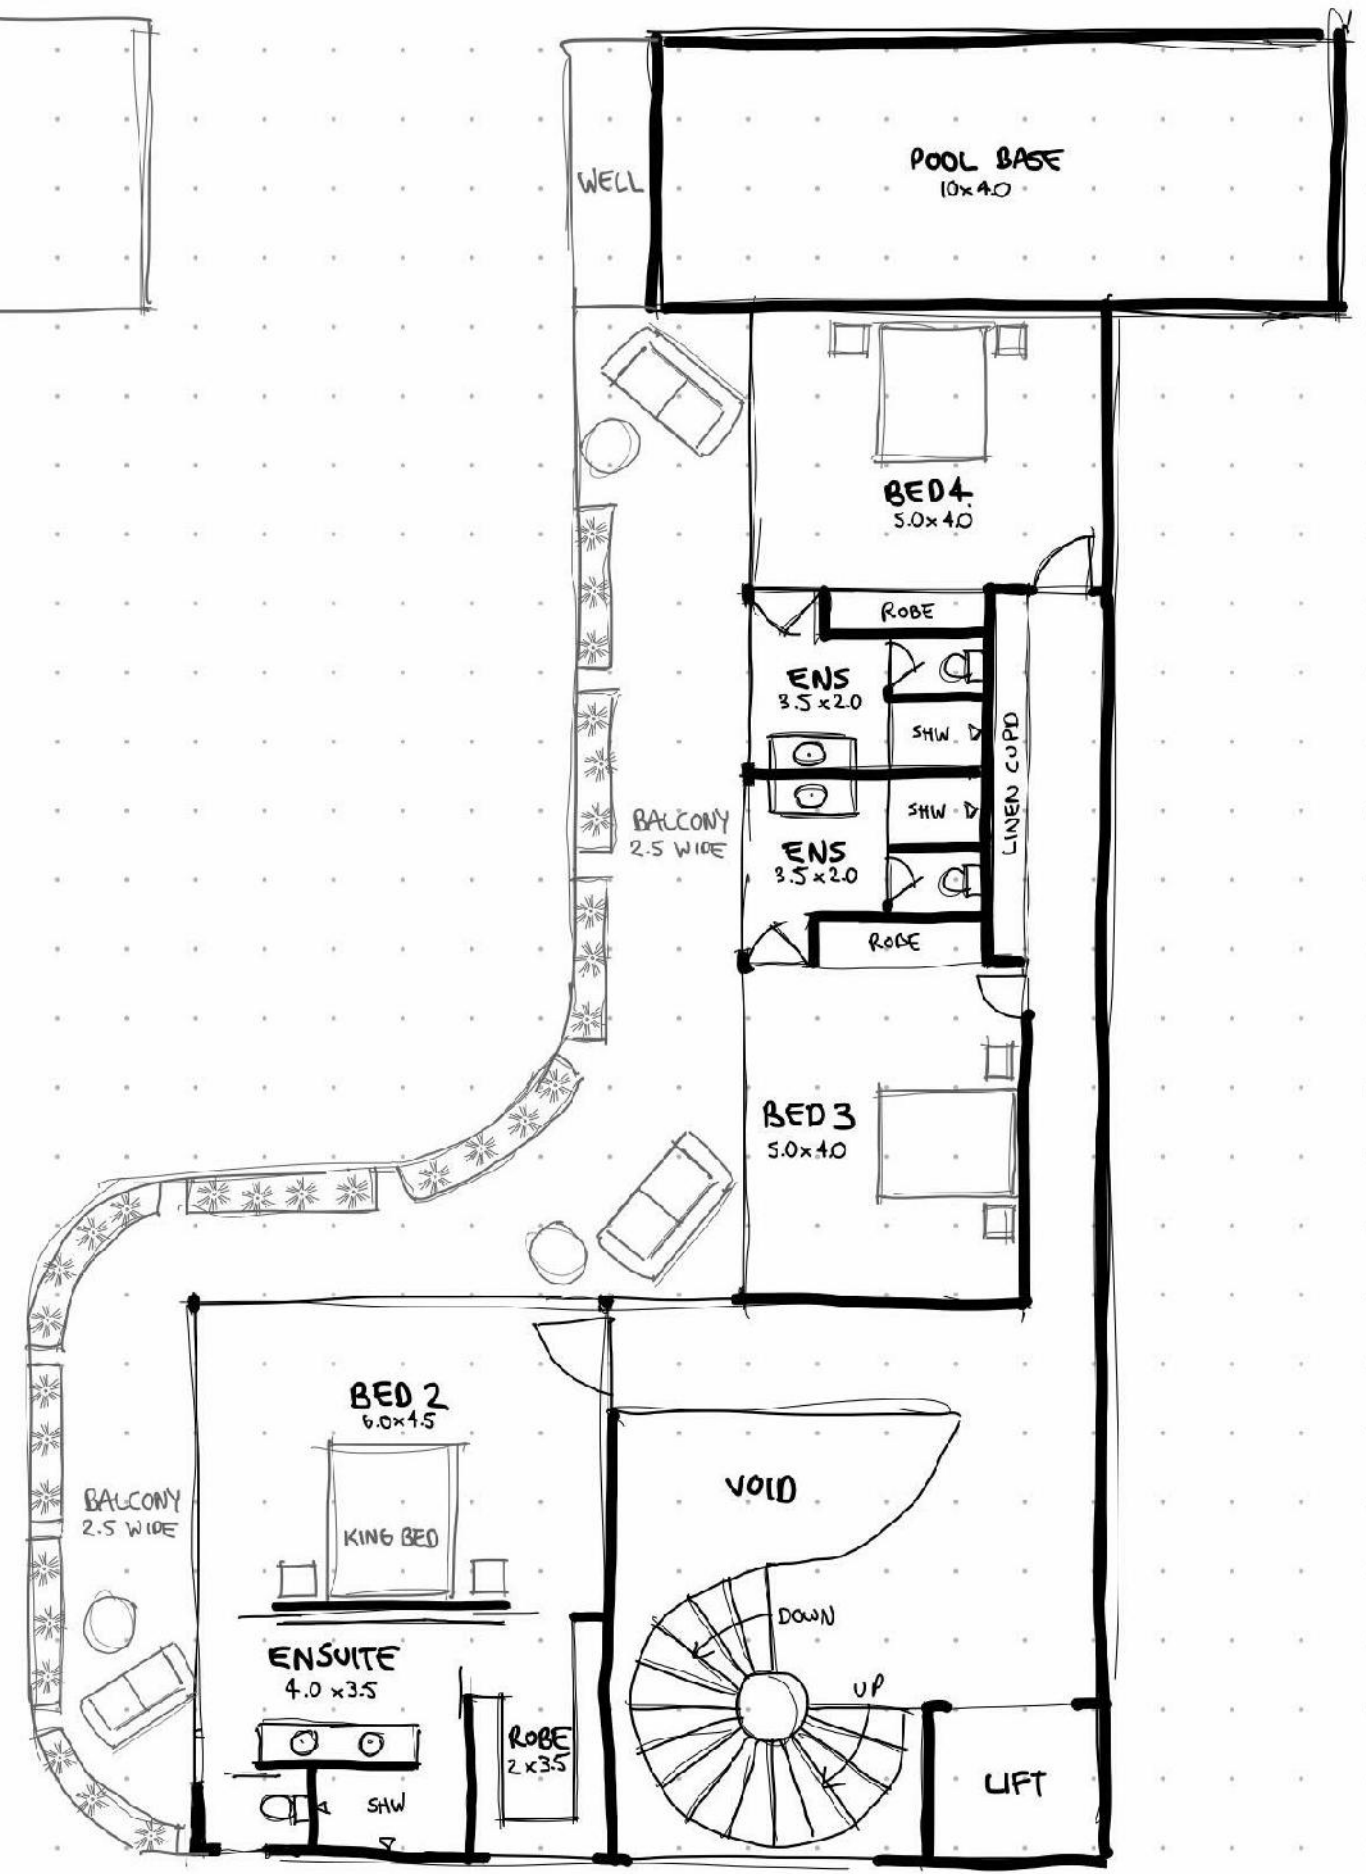 POOL BASE
10x4.0
WELL
BED 4.
5.0x4.0
ROBE
ENS
3.5x2.0
SHW
LINEN CUPD
SHW
BALCONY
2.5 WIDE
ENS
3.5x2.0
ROBE
BED 3
5.0x4.0
BED 2
6.0x4.5
VOID
BALCONY
2.5 WIDE
KING BED
DOWN
ENSUITE
4.0 x3.5
UP
ROBE
2x3.5
LIFT
SHW